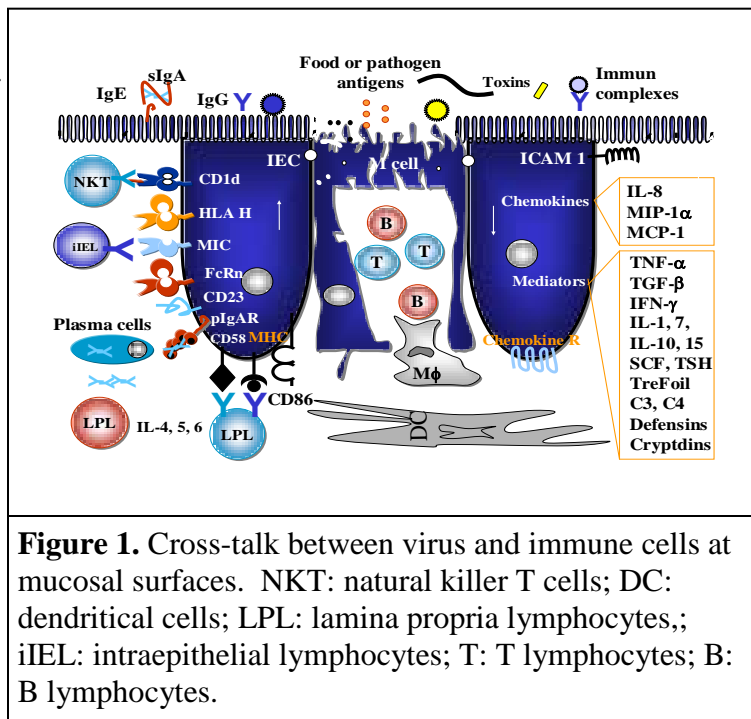 Food or pathogen
antigens
sIgA
IgE
IgG
Toxins
Immun
complexes
IEC
M cell
ICAM 1
NKT
CD1d
HLA H
iIEL
MIC
FcRn
CD23
pIgAR
CD58
MHC
Plasma cells
LPL
IL-4, 5, 6
LPL
CD86
B
T
T
B
Mϕ
DC
Chemokines
Mediators
Chemokine R
IL-8
MIP-1α
MCP-1
TNF-α
TGF-β
IFN-γ
IL-1, 7,
IL-10, 15
SCF, TSH
TreFoil
C3, C4
Defensins
Cryptdins
Figure 1. Cross-talk between virus and immune cells at
mucosal surfaces. NKT: natural killer T cells; DC:
dendritical cells; LPL: lamina propria lymphocytes,;
iIEL: intraepithelial lymphocytes; T: T lymphocytes; B:
B lymphocytes.